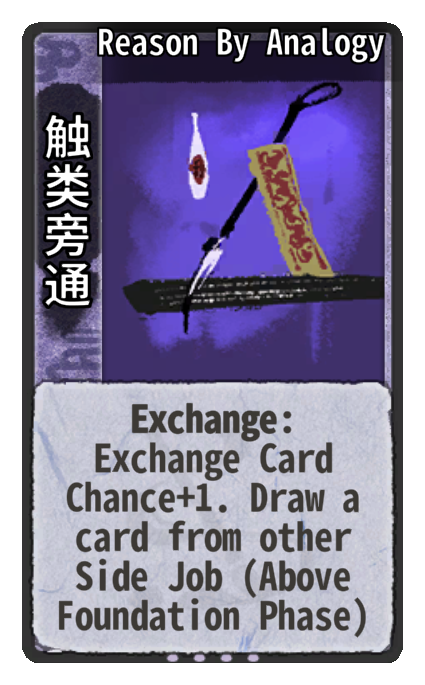 Reason By Analogy
触类旁通
Exchange:
Exchange Card
Chance+1. Draw a
card from other
Side Job (Above
Foundation Phase)